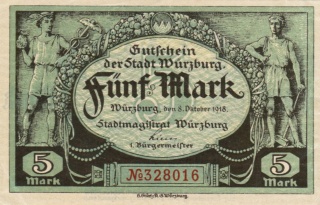 Gutschein
der Stadt Würzburg.
Fünf Mark
Würzburg, den 8. Oktober 1918.
Stadtmagistrat Würzburg
I. Bürgermeister
5
Mark
№328016
5
Mark
Würzburg.